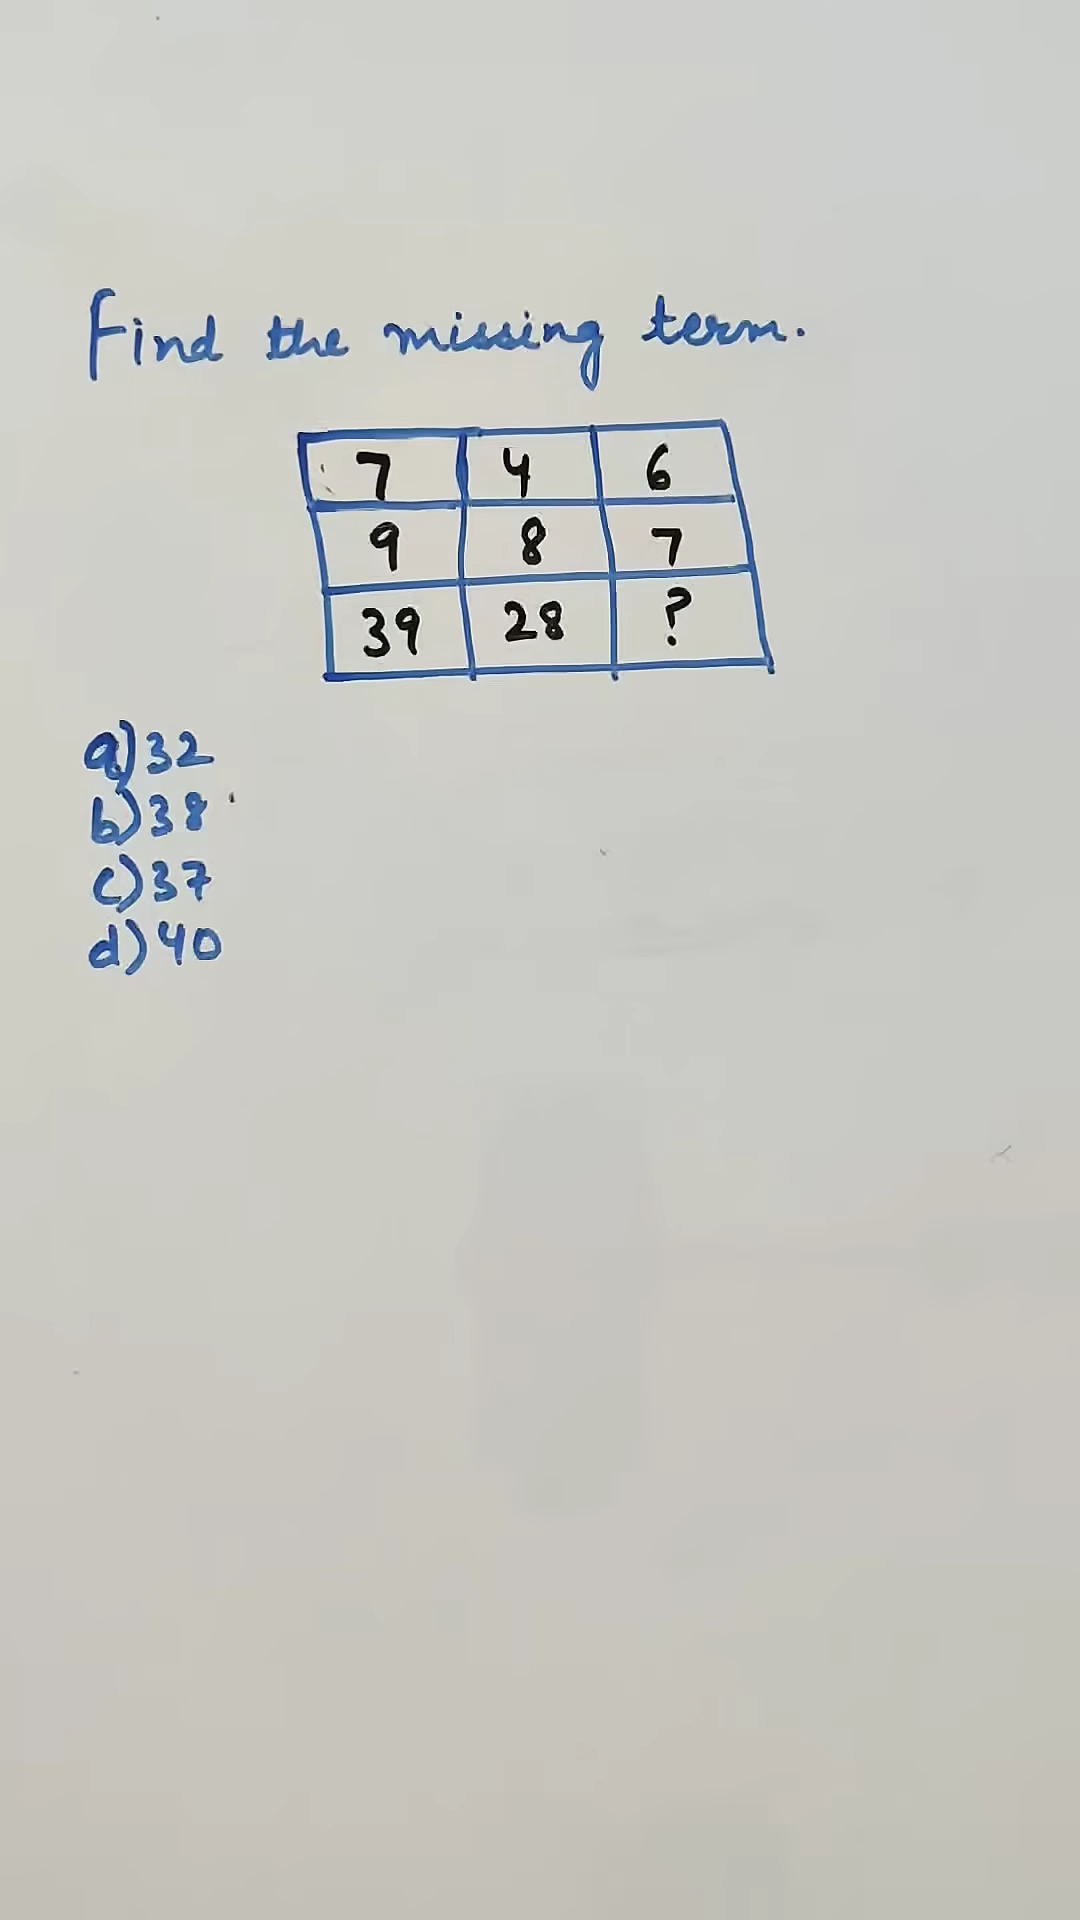 Find the missing term.
7 4 6
9 8 7
39 28 ?
a) 32
b) 38
c) 37
d) 40